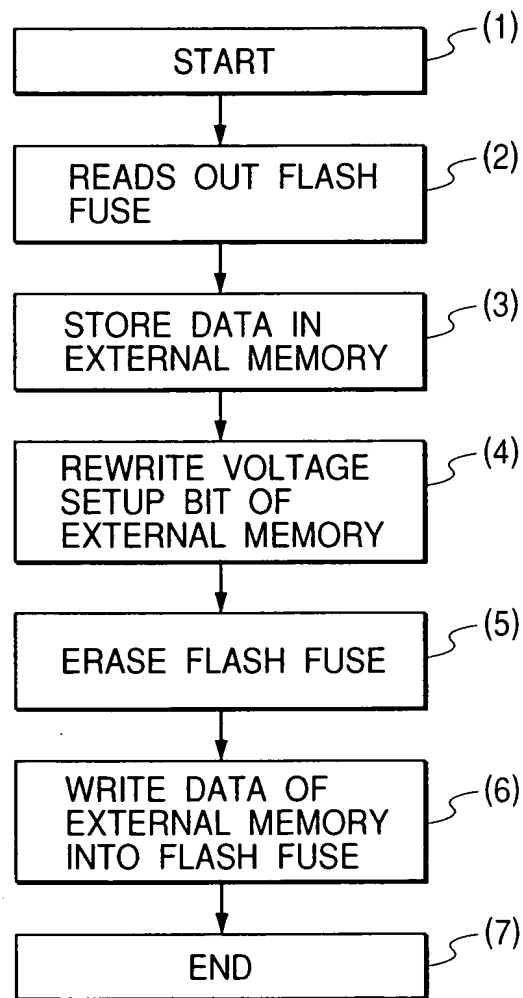 (1)
START
(2)
READS OUT FLASH
FUSE
(3)
STORE DATA IN
EXTERNAL MEMORY
(4)
REWRITE VOLTAGE
SETUP BIT OF
EXTERNAL MEMORY
(5)
ERASE FLASH FUSE
(6)
WRITE DATA OF
EXTERNAL MEMORY
INTO FLASH FUSE
(7)
END